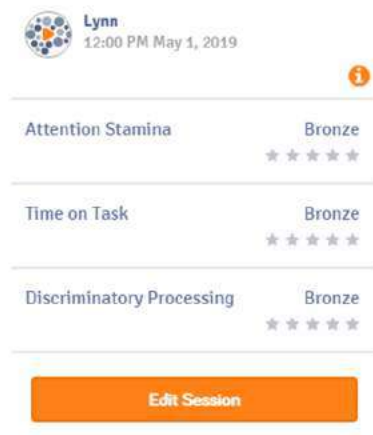 Lynn
12:00 PM May 1, 2019
Attention Stamina Bronze
Time on Task Bronze
Discriminatory Processing Bronze
Edit Session